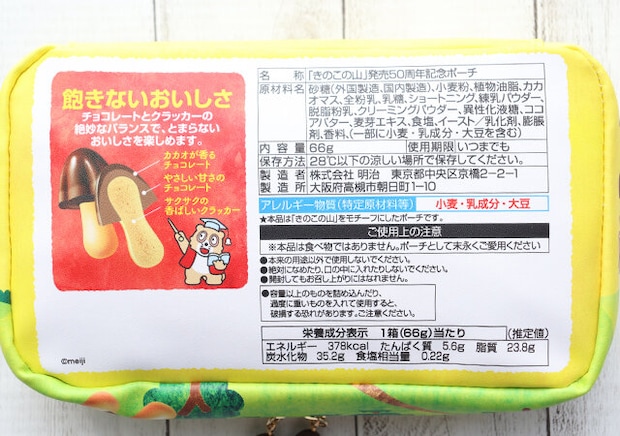 飽きないおいしさ
チョコレートとクラッカーの
絶妙なバランスで、とまらない
おいしさを楽しめます。
カカオが香る
チョコレート
やさしい甘さの
チョコレート
サクサクの
香ばしいクラッカー
©meiji
名 称 「きのこの山」発売50周年記念ポーチ
原材料名 砂糖(外国製造、国内製造)、小麦粉、植物油脂、カカ
オマス、全粉乳、乳糖、ショートニング、練乳パウダー、
脱脂粉乳、クリーミングパウダー、異性化液糖、ココ
アバター、麦芽エキス、食塩、イースト/乳化剤、膨脹
剤、香料、(一部に小麦・乳成分・大豆を含む)
内 容 量 66g 使用期限 いつまでも
保存方法 28℃以下の涼しい場所で保存してください。
製 造 者 株式会社 明治 東京都中央区京橋2-2-1
製 造 所 大阪府高槻市朝日町1-10
アレルギー物質(特定原材料等) 小麦・乳成分・大豆
★本品は「きのこの山」をモチーフにしたポーチです。
ご使用上の注意
※本品は食べ物ではありません。ポーチとして末永くご愛用ください
●本来の用途以外で使用しないでください。
●絶対になめたり、口の中に入れたりしないでください。
●開封してもお召し上がりにはなれません。
●容量以上のものを詰め込んだり、
過度に重いものを入れて使用すると、
破損する恐れがあります。ご注意ください。
栄養成分表示 1箱(66g)当たり (推定値)
エネルギー 378kcal たんぱく質 5.6g 脂質 23.8g
炭水化物 35.2g 食塩相当量 0.22g